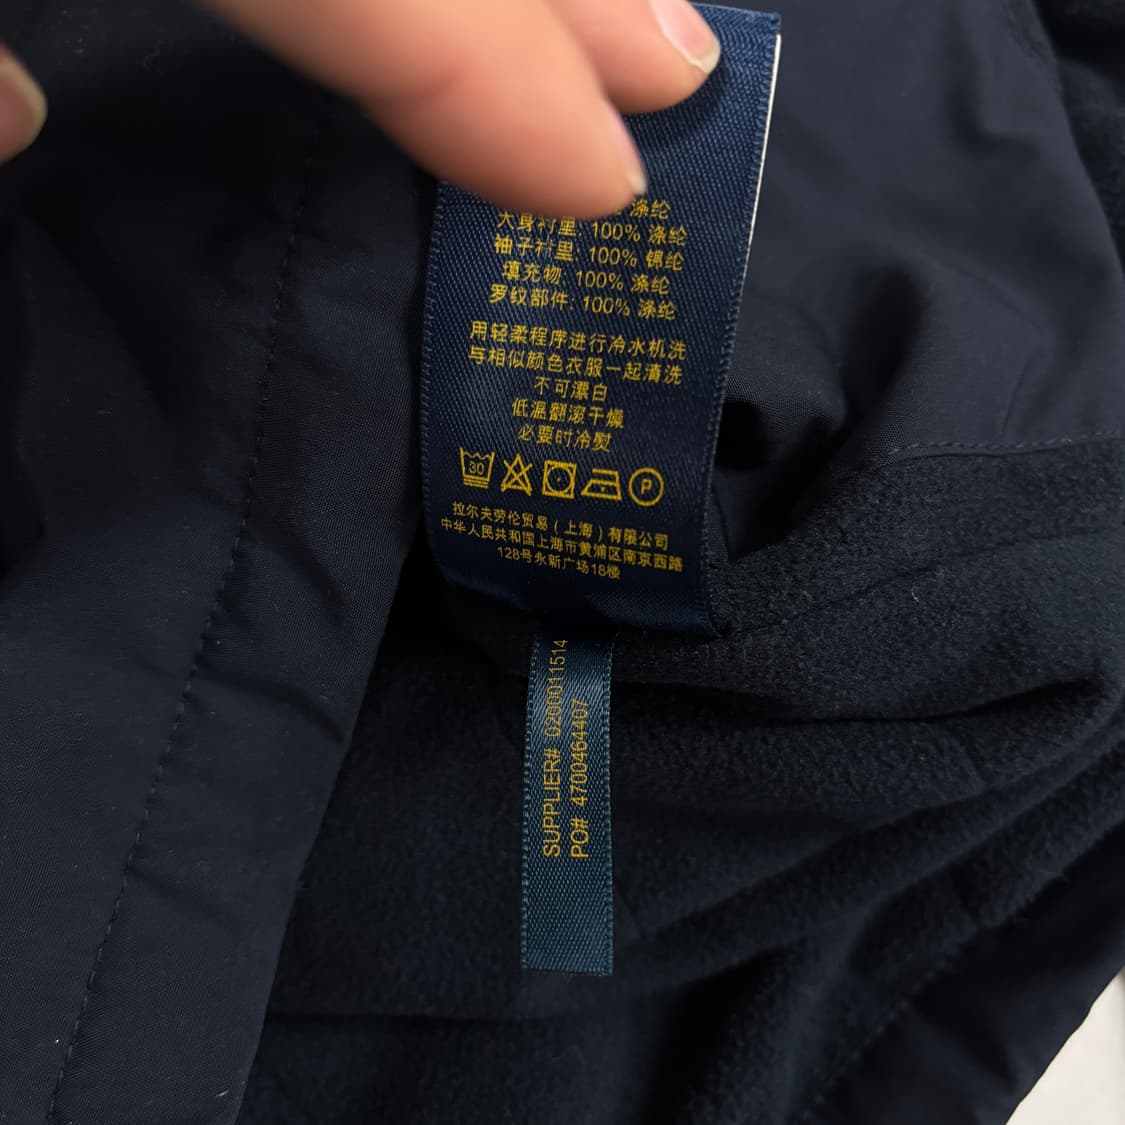 涤纶
大身衬里: 100% 涤纶
袖子衬里: 100% 锦纶
填充物: 100% 涤纶
罗纹部件: 100% 涤纶
用轻柔程序进行冷水机洗
与相似颜色衣服一起清洗
不可漂白
低温翻滚干燥
必要时冷熨
30
P
拉尔夫劳伦贸易(上海)有限公司
中华人民共和国上海市黄浦区南京西路
128号永新广场18楼
SUPPLIER# 0200011514
PO# 4700464407